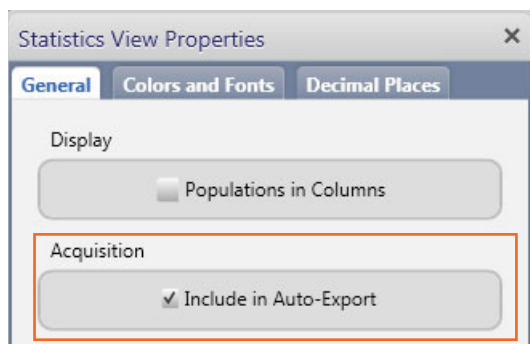 Statistics View Properties
General Colors and Fonts Decimal Places
Display
Populations in Columns
Acquisition
Include in Auto-Export